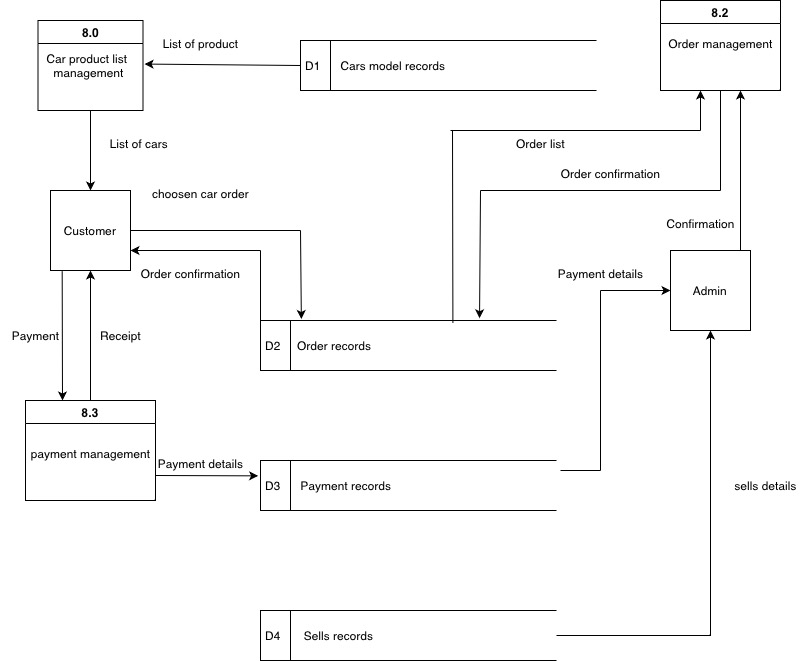 8.0
Car product list
management
List of product
D1
Cars model records
8.2
Order management
List of cars
Order list
Order confirmation
choosen car order
Customer
Confirmation
Order confirmation
Payment details
Admin
Payment
Receipt
D2
Order records
8.3
payment management
Payment details
D3
Payment records
sells details
D4
Sells records